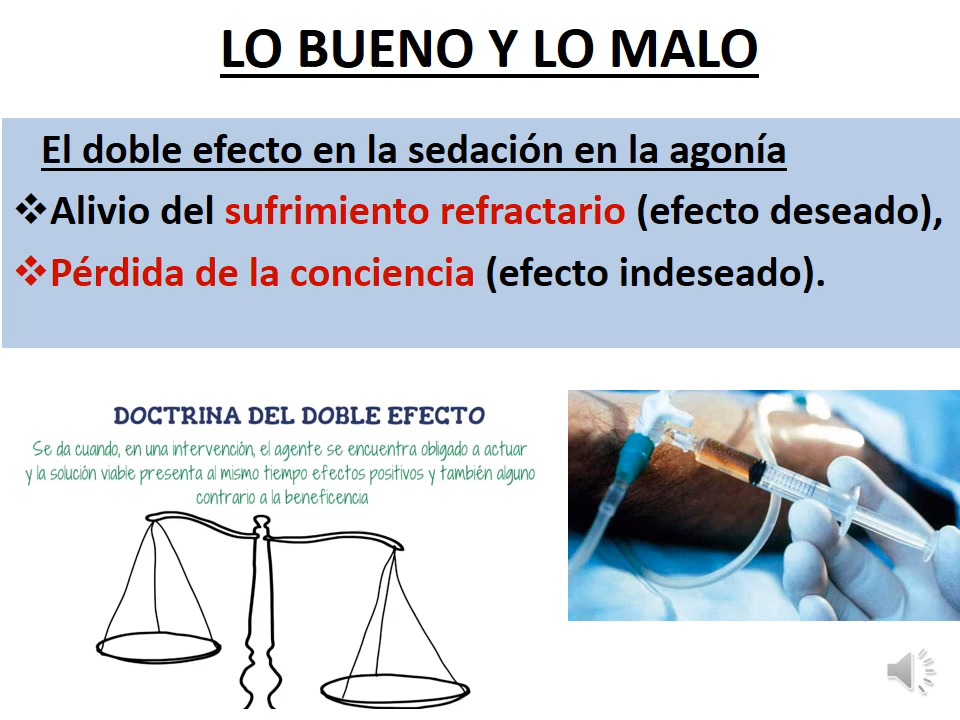 LO BUENO Y LO MALO
El doble efecto en la sedación en la agonía
❖Alivio del sufrimiento refractario (efecto deseado),
❖Pérdida de la conciencia (efecto indeseado).
DOCTRINA DEL DOBLE EFECTO
Se da cuando, en una intervención, el agente se encuentra obligado a actuar
y la solución viable presenta al mismo tiempo efectos positivos y también alguno
contrario a la beneficencia